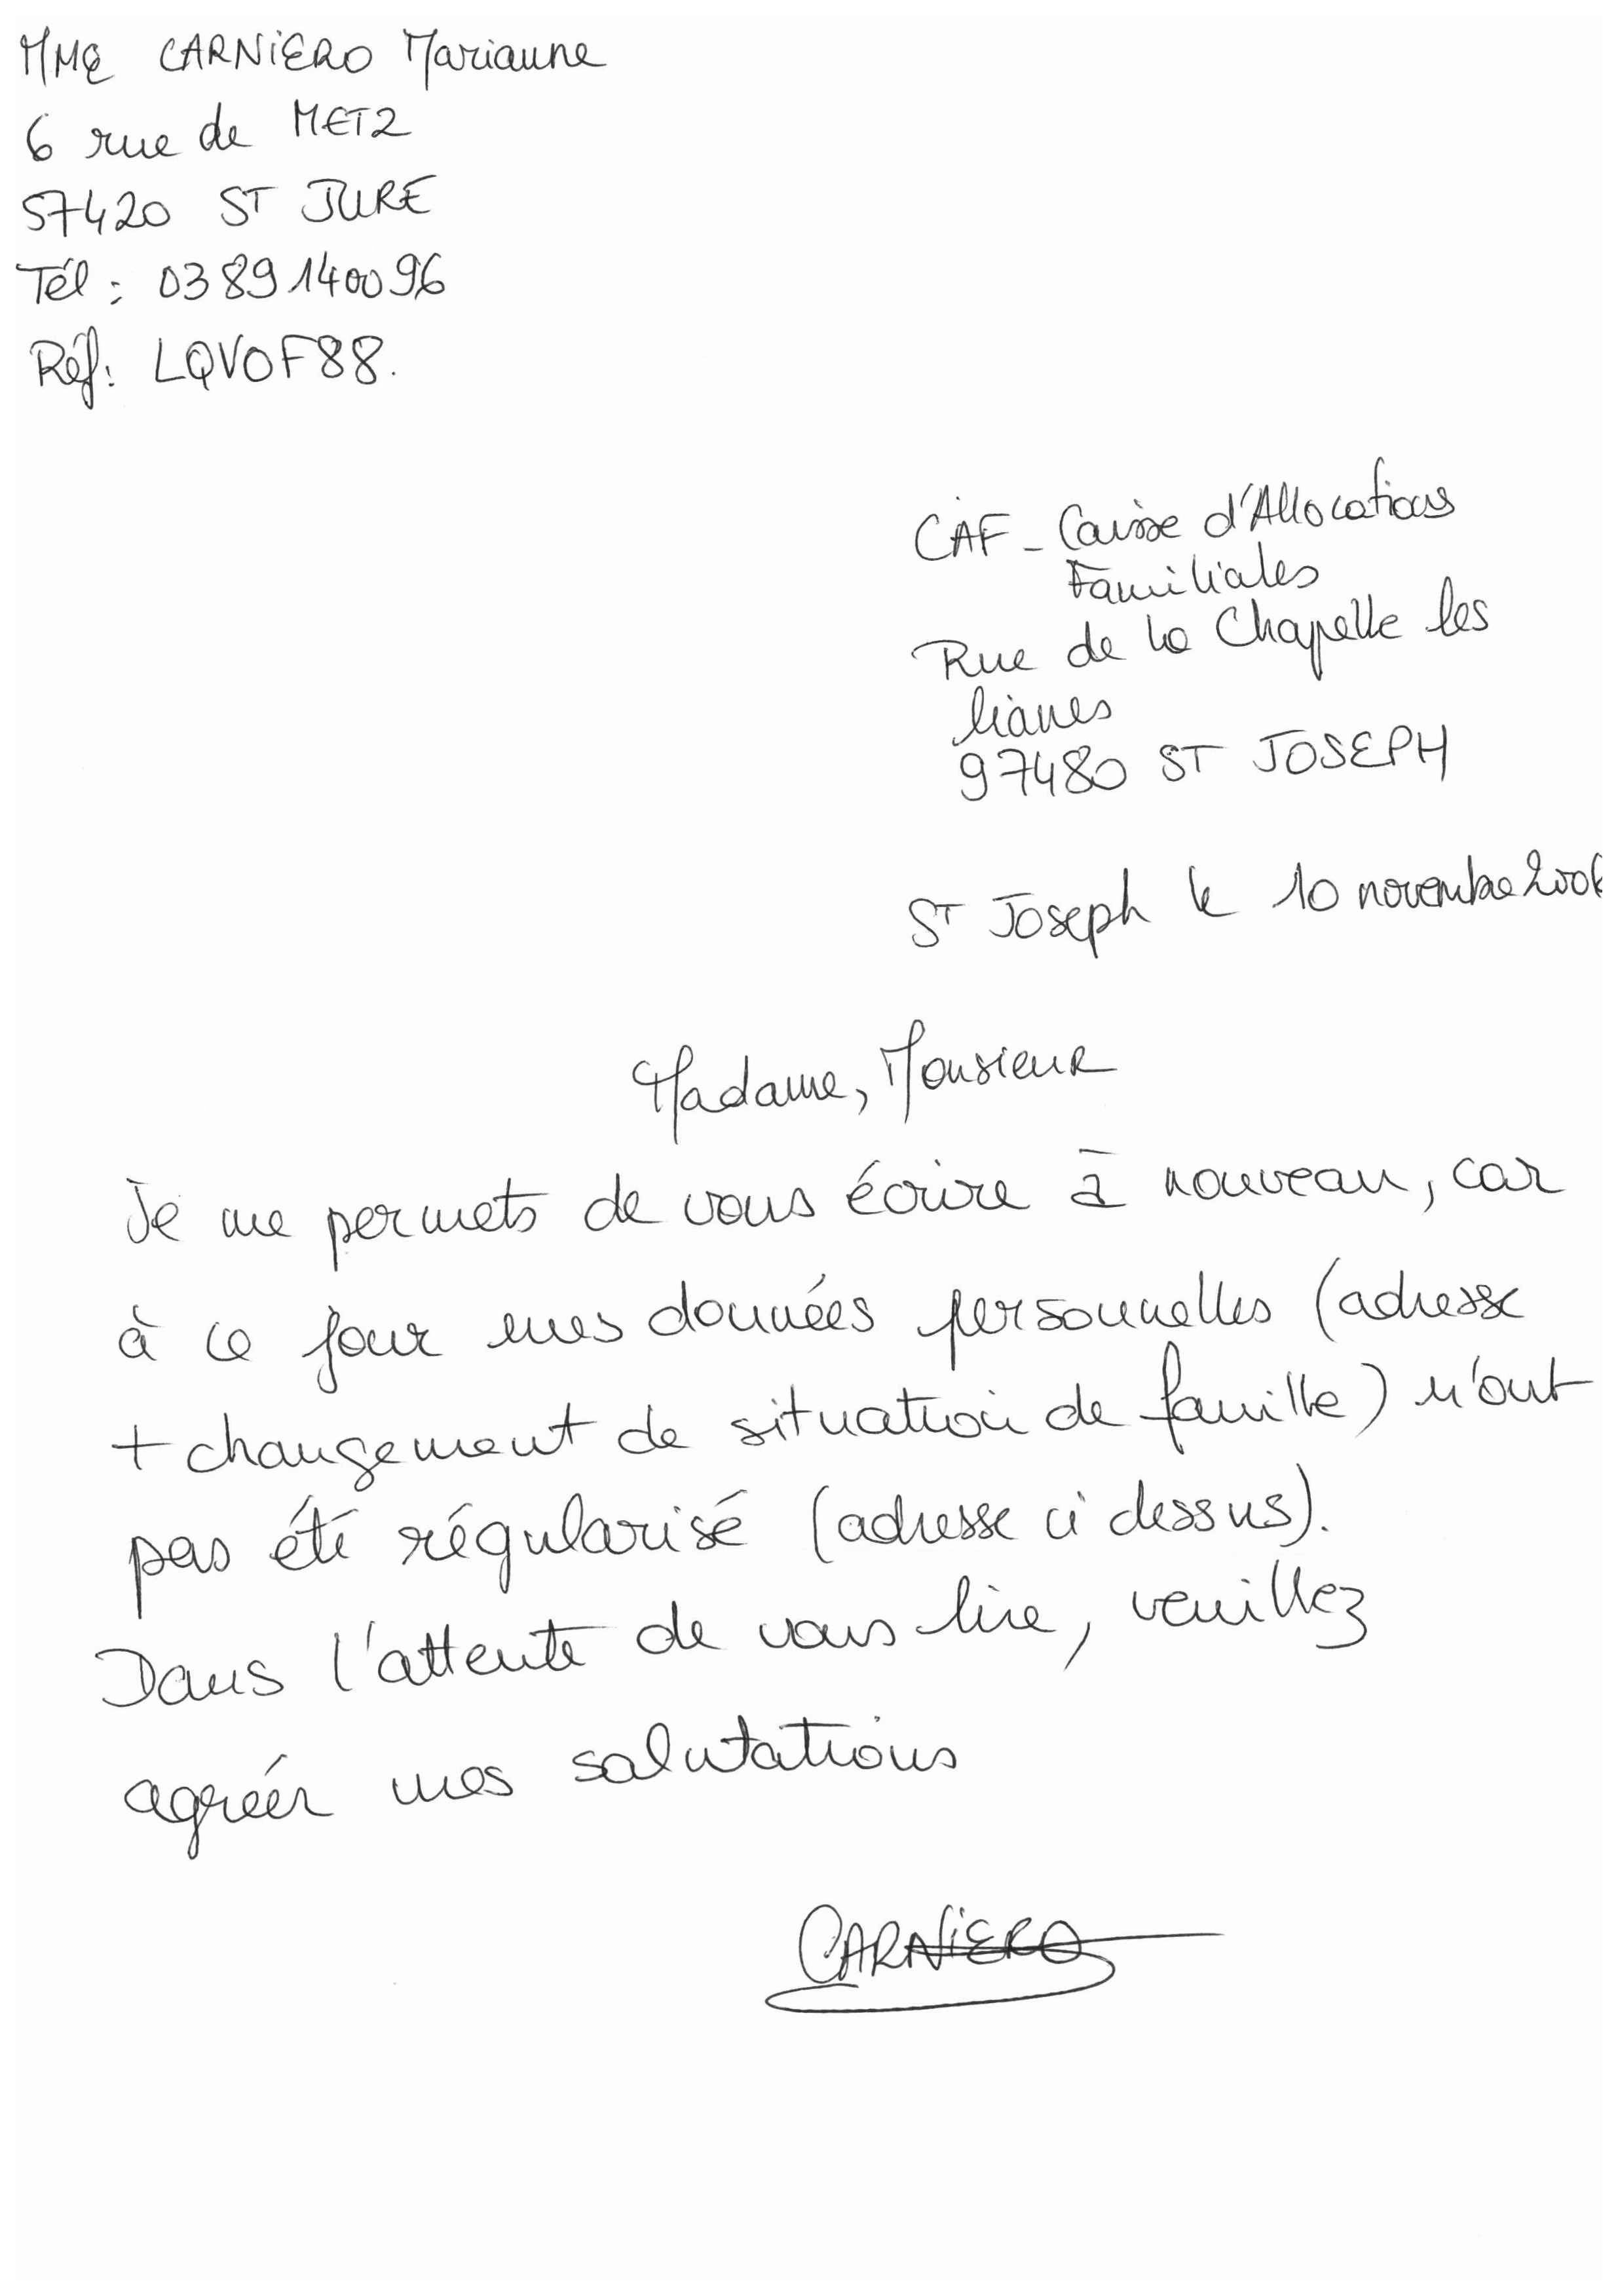 MME CARNIERO Marianne
6 rue de METZ
57420 ST JURE
Tél : 0389140096
Réf: LQVOF88.
CAF - Caisse d'Allocations
Familiales
Rue de la Chapelle les
lianes
97480 ST JOSEPH
ST Joseph le 10 novembre 2006
Madame, Monsieur
Je me permets de vous écrire à nouveau, car
à ce jour mes données personnelles (adresse
+ changement de situation de famille) n'ont
pas été régularisé (adresse ci dessus).
Dans l'attente de vous lire, veuillez
agréér mes salutations
CARNIERO